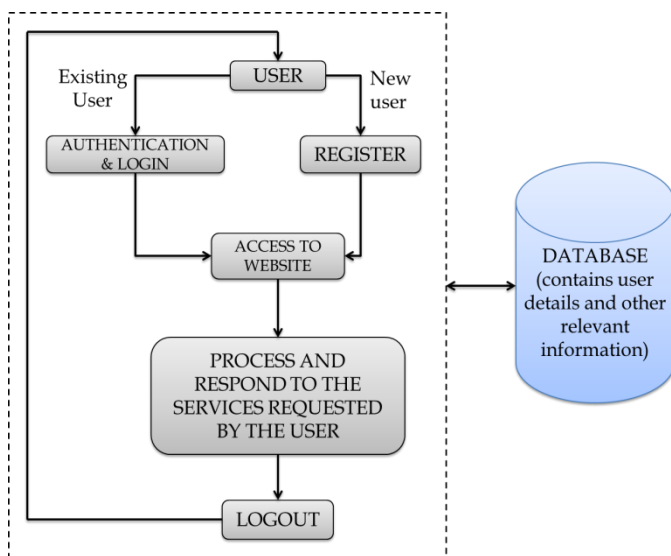 USER
Existing
User
New
user
AUTHENTICATION
& LOGIN
REGISTER
ACCESS TO
WEBSITE
PROCESS AND
RESPOND TO THE
SERVICES REQUESTED
BY THE USER
LOGOUT
DATABASE
(contains user
details and other
relevant
information)